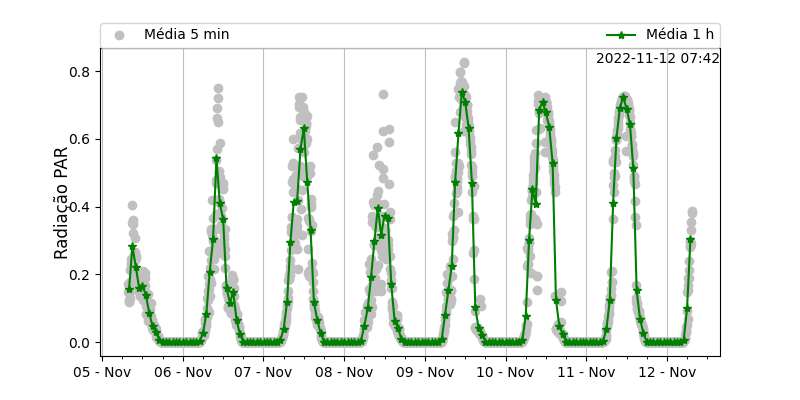 Média 5 min
Média 1 h
2022-11-12 07:42
Radiação PAR
0.8
0.6
0.4
0.2
0.0
05 - Nov
06 - Nov
07 - Nov
08 - Nov
09 - Nov
10 - Nov
11 - Nov
12 - Nov